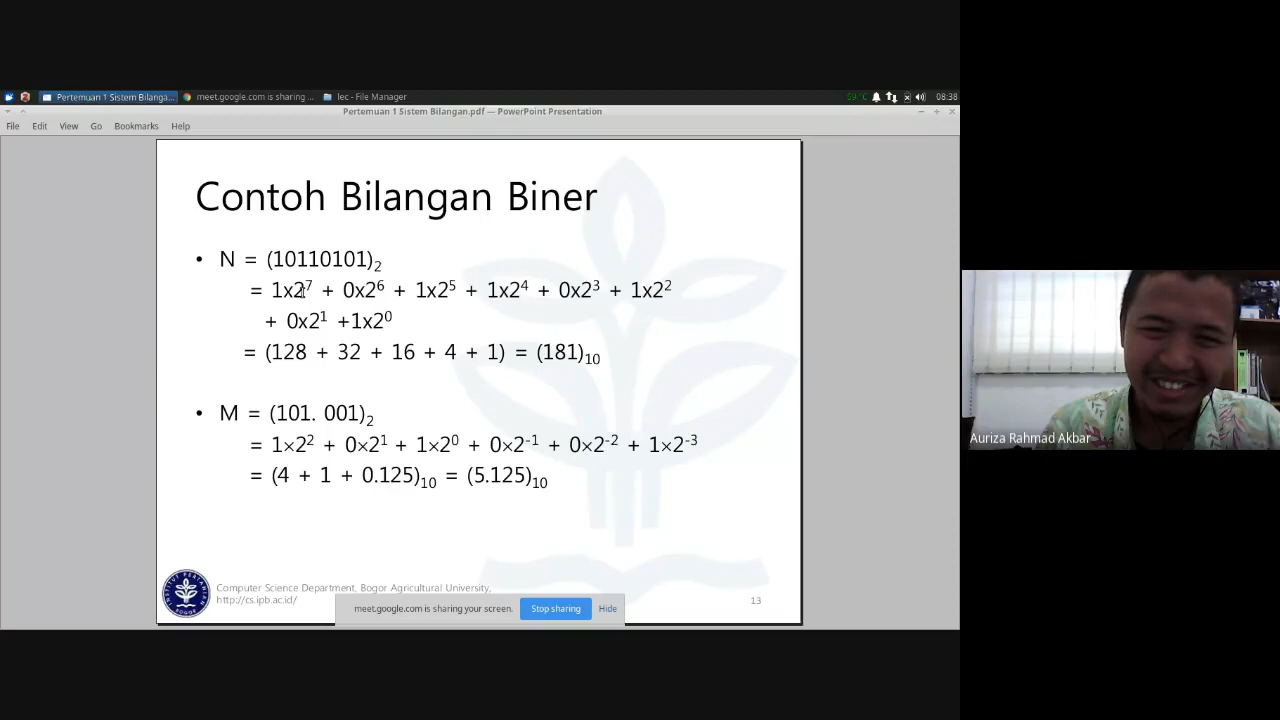 Pertemuan 1 Sistem Bilanga...
meet.google.com is sharing ...
lec - File Manager
08:38
Pertemuan 1 Sistem Bilangan.pdf — PowerPoint Presentation
File Edit View Go Bookmarks Help
Contoh Bilangan Biner
• N = (10110101)₂
= 1x2⁷ + 0x2⁶ + 1x2⁵ + 1x2⁴ + 0x2³ + 1x2²
+ 0x2¹ +1x2⁰
= (128 + 32 + 16 + 4 + 1) = (181)₁₀
• M = (101. 001)₂
= 1×2² + 0×2¹ + 1×2⁰ + 0×2⁻¹ + 0×2⁻² + 1×2⁻³
= (4 + 1 + 0.125)₁₀ = (5.125)₁₀
INSTITUT PERTANIAN
BOGOR
Computer Science Department, Bogor Agricultural University,
http://cs.ipb.ac.id/
13
meet.google.com is sharing your screen.
Stop sharing
Hide
Auriza Rahmad Akbar